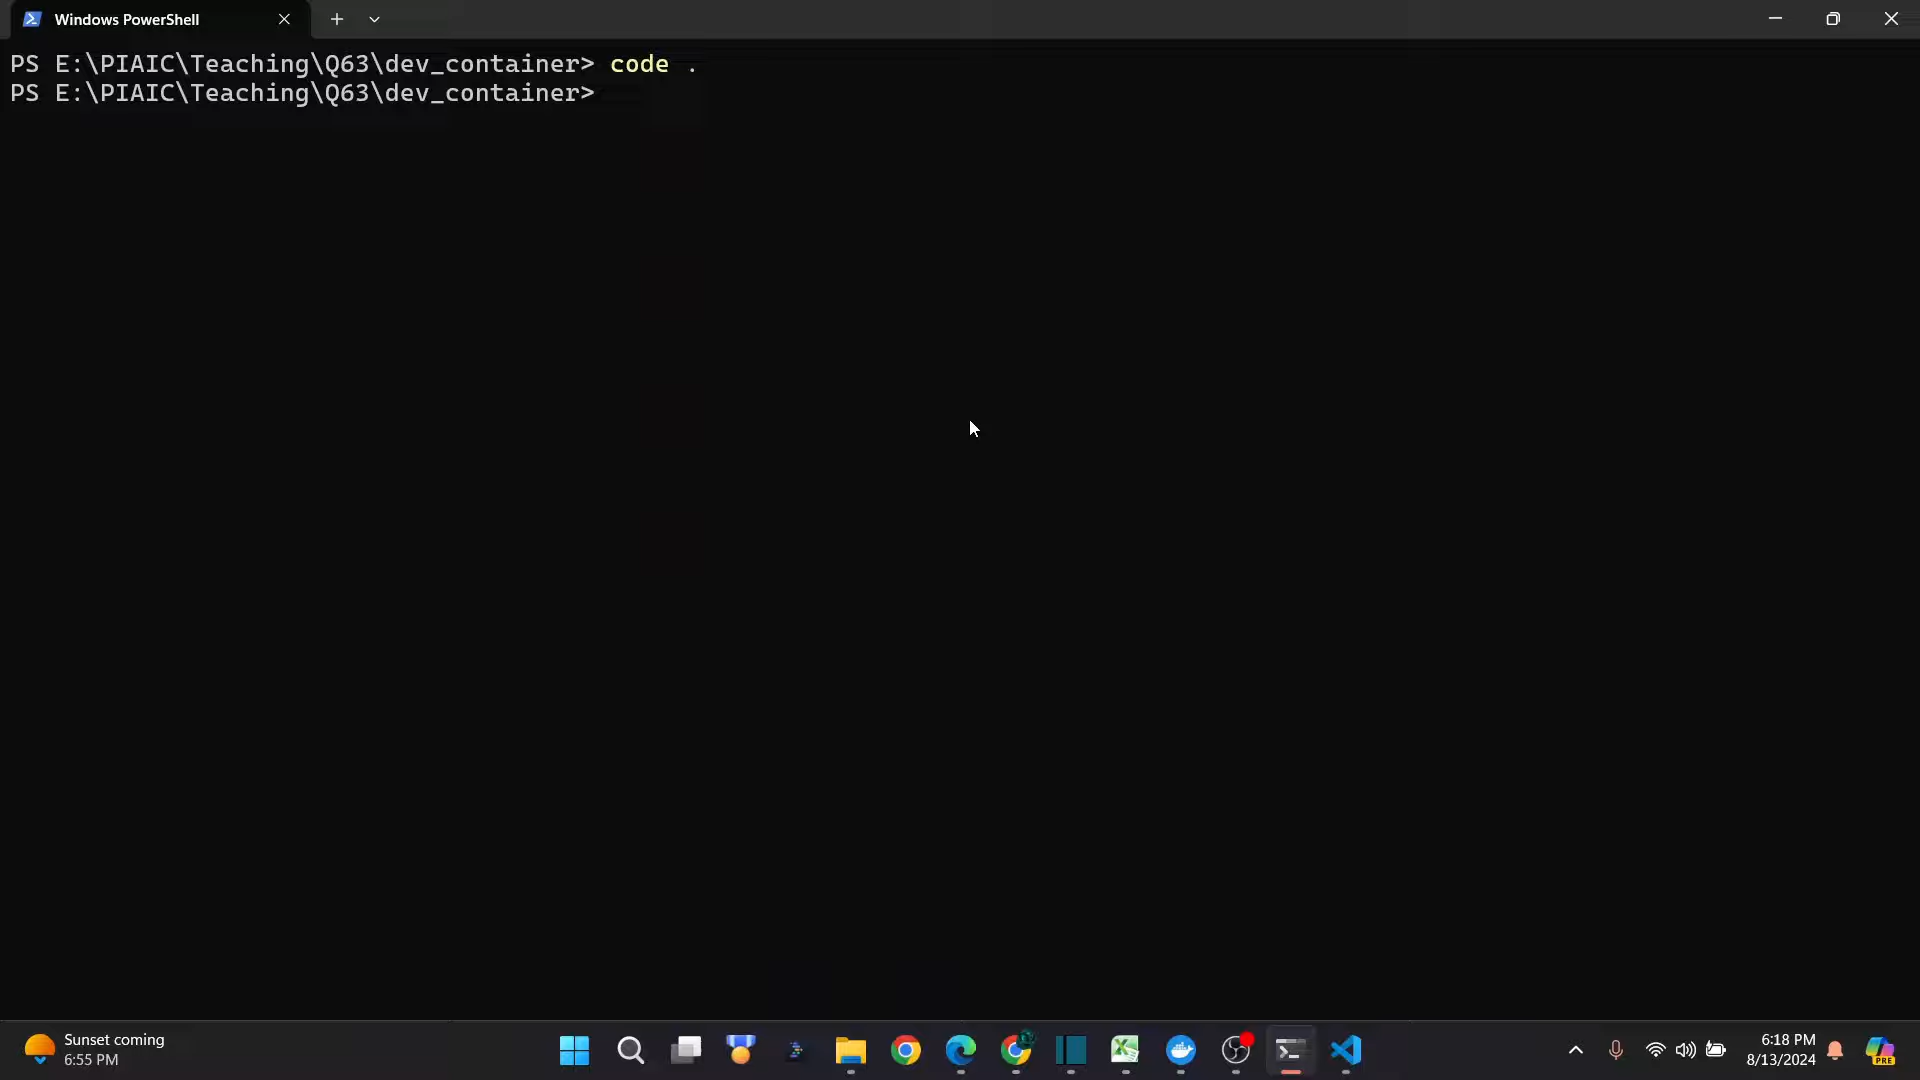 Windows PowerShell
PS E:\PIAIC\Teaching\Q63\dev_container> code .
PS E:\PIAIC\Teaching\Q63\dev_container>
Sunset coming
6:55 PM
6:18 PM
8/13/2024
PRE